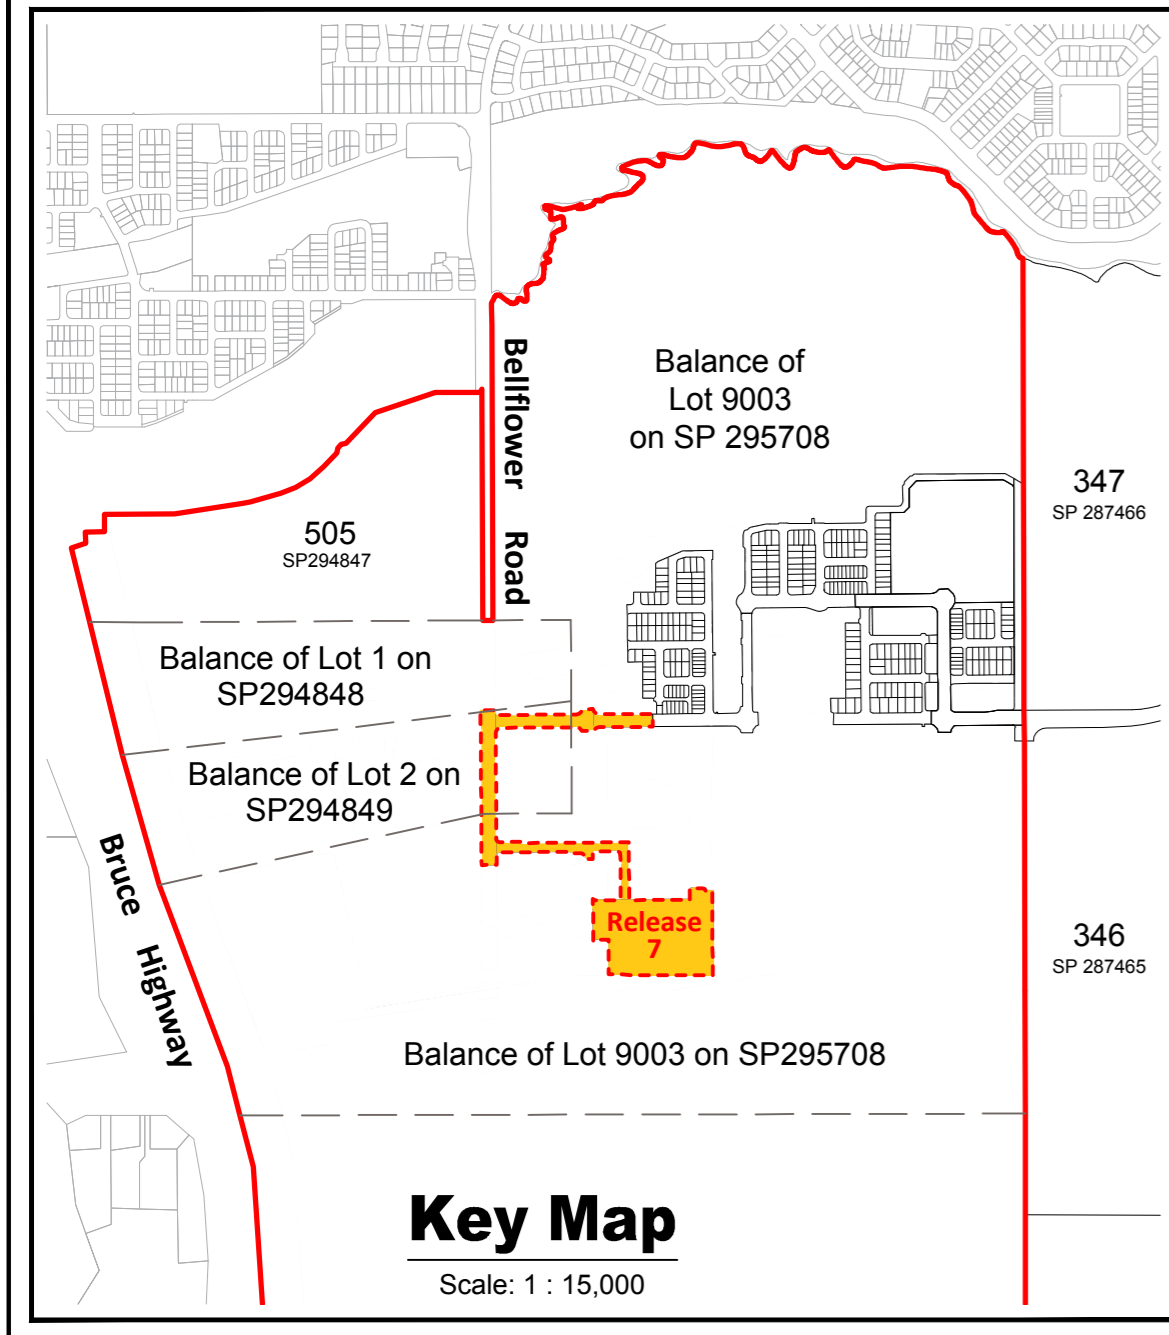 Bellflower Road
Balance of
Lot 9003
on SP 295708
347
SP 287466
505
SP294847
Balance of Lot 1 on
SP294848
Balance of Lot 2 on
SP294849
Bruce Highway
Release
7
346
SP 287465
Balance of Lot 9003 on SP295708
Key Map
Scale: 1 : 15,000